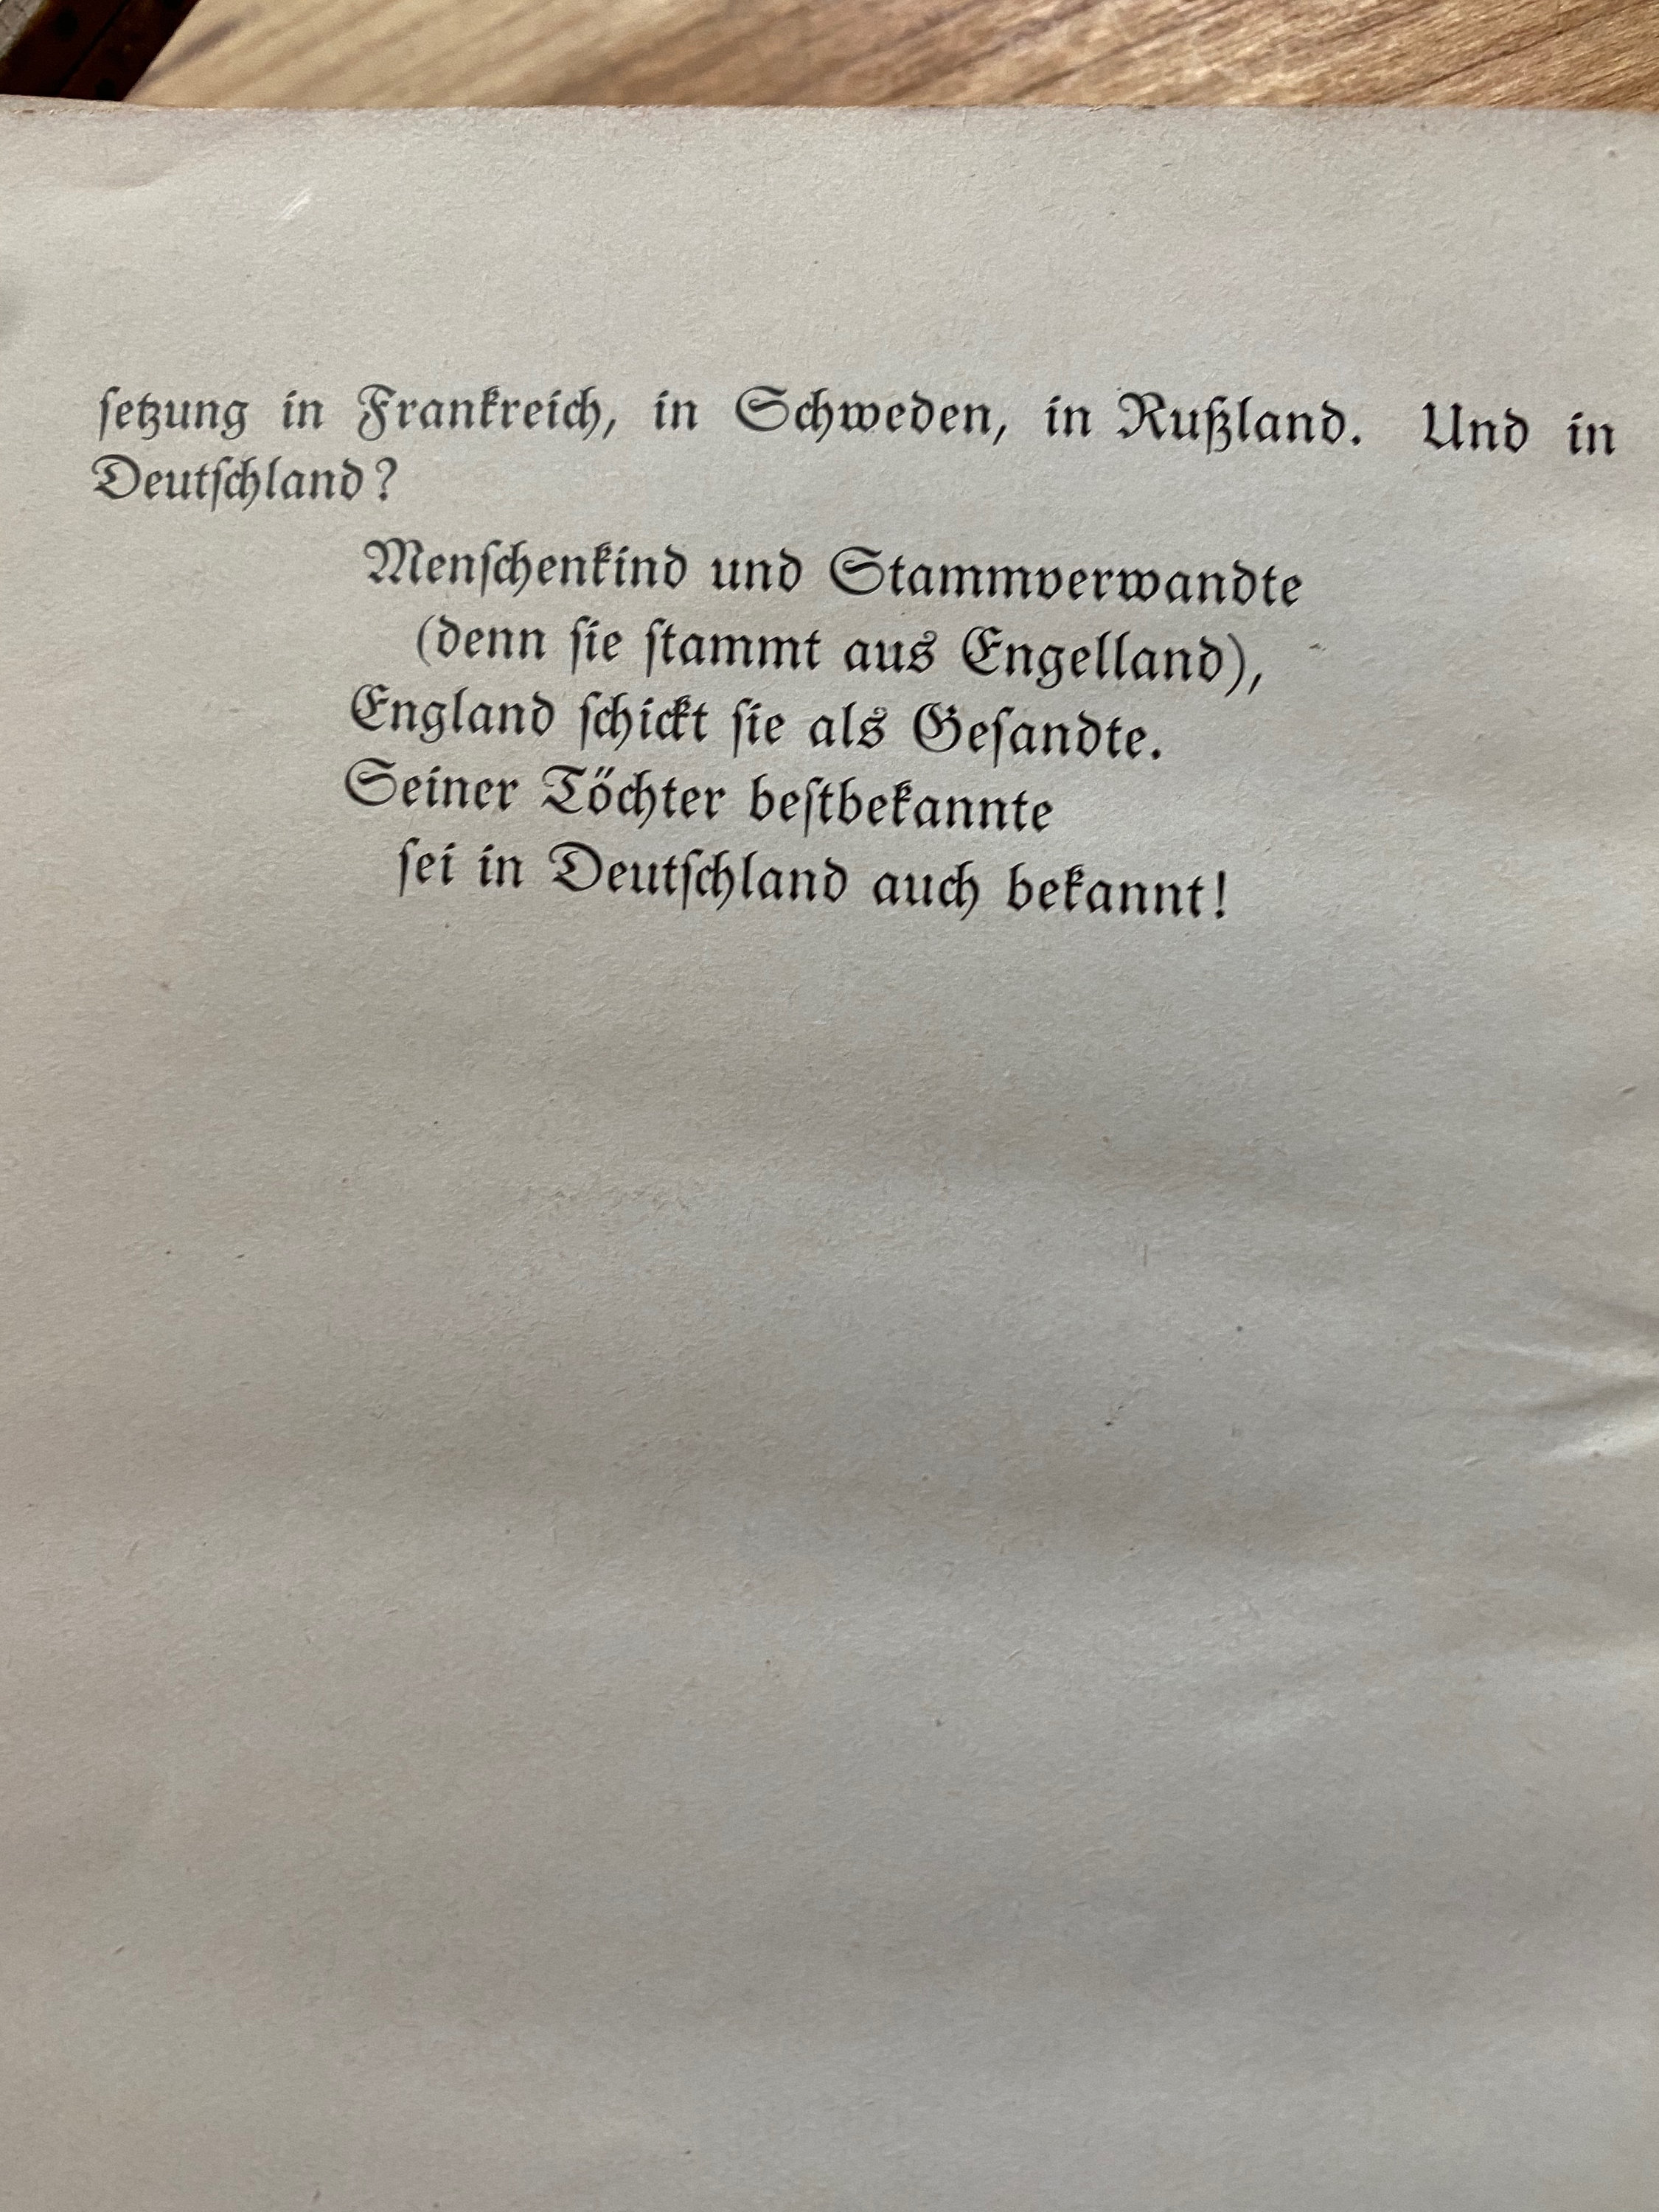 setzung in Frankreich, in Schweden, in Rußland. Und in
Deutschland?
Menschenkind und Stammverwandte
(denn sie stammt aus Engelland),
England schickt sie als Gesandte.
Seiner Töchter bestbekannte
sei in Deutschland auch bekannt!